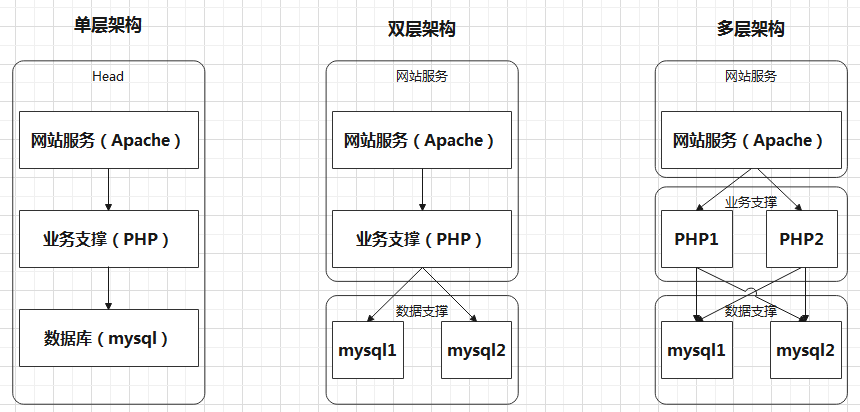 单层架构
Head
网站服务（Apache）
业务支撑（PHP）
数据库（mysql）
双层架构
网站服务
网站服务（Apache）
业务支撑（PHP）
数据支撑
mysql1
mysql2
多层架构
网站服务
网站服务（Apache）
业务支撑
PHP1
PHP2
数据支撑
mysql1
mysql2